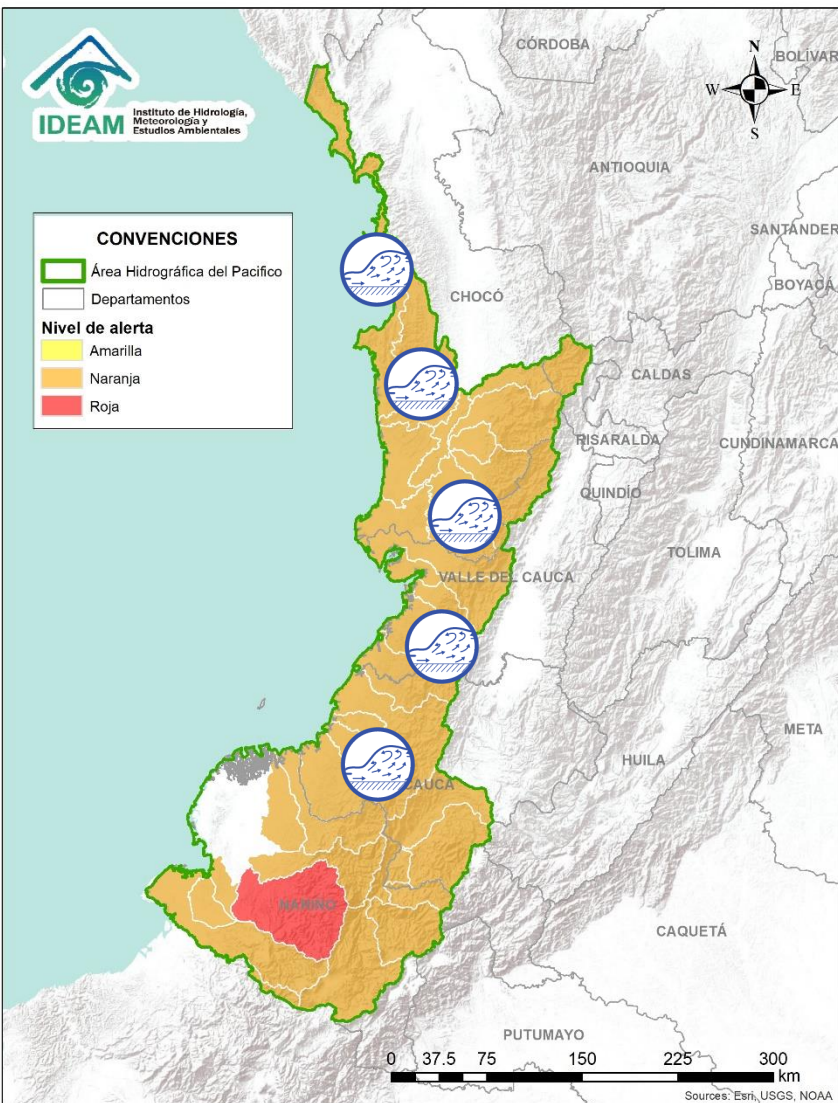 IDEAM
Instituto de Hidrología,
Meteorología y
Estudios Ambientales
CÓRDOBA
BOLÍVAR
N
W
E
S
ANTIOQUIA
SANTANDER
BOYACÁ
CHOCÓ
CONVENCIONES
Área Hidrográfica del Pacifico
Departamentos
Nivel de alerta
Amarilla
Naranja
Roja
CALDAS
RISARALDA
CUNDINAMARCA
QUINDÍO
TOLIMA
VALLE DEL CAUCA
META
HUILA
CAUCA
NARIÑO
CAQUETÁ
PUTUMAYO
0 37.5 75 150 225 300
km
Sources: Esri, USGS, NOAA